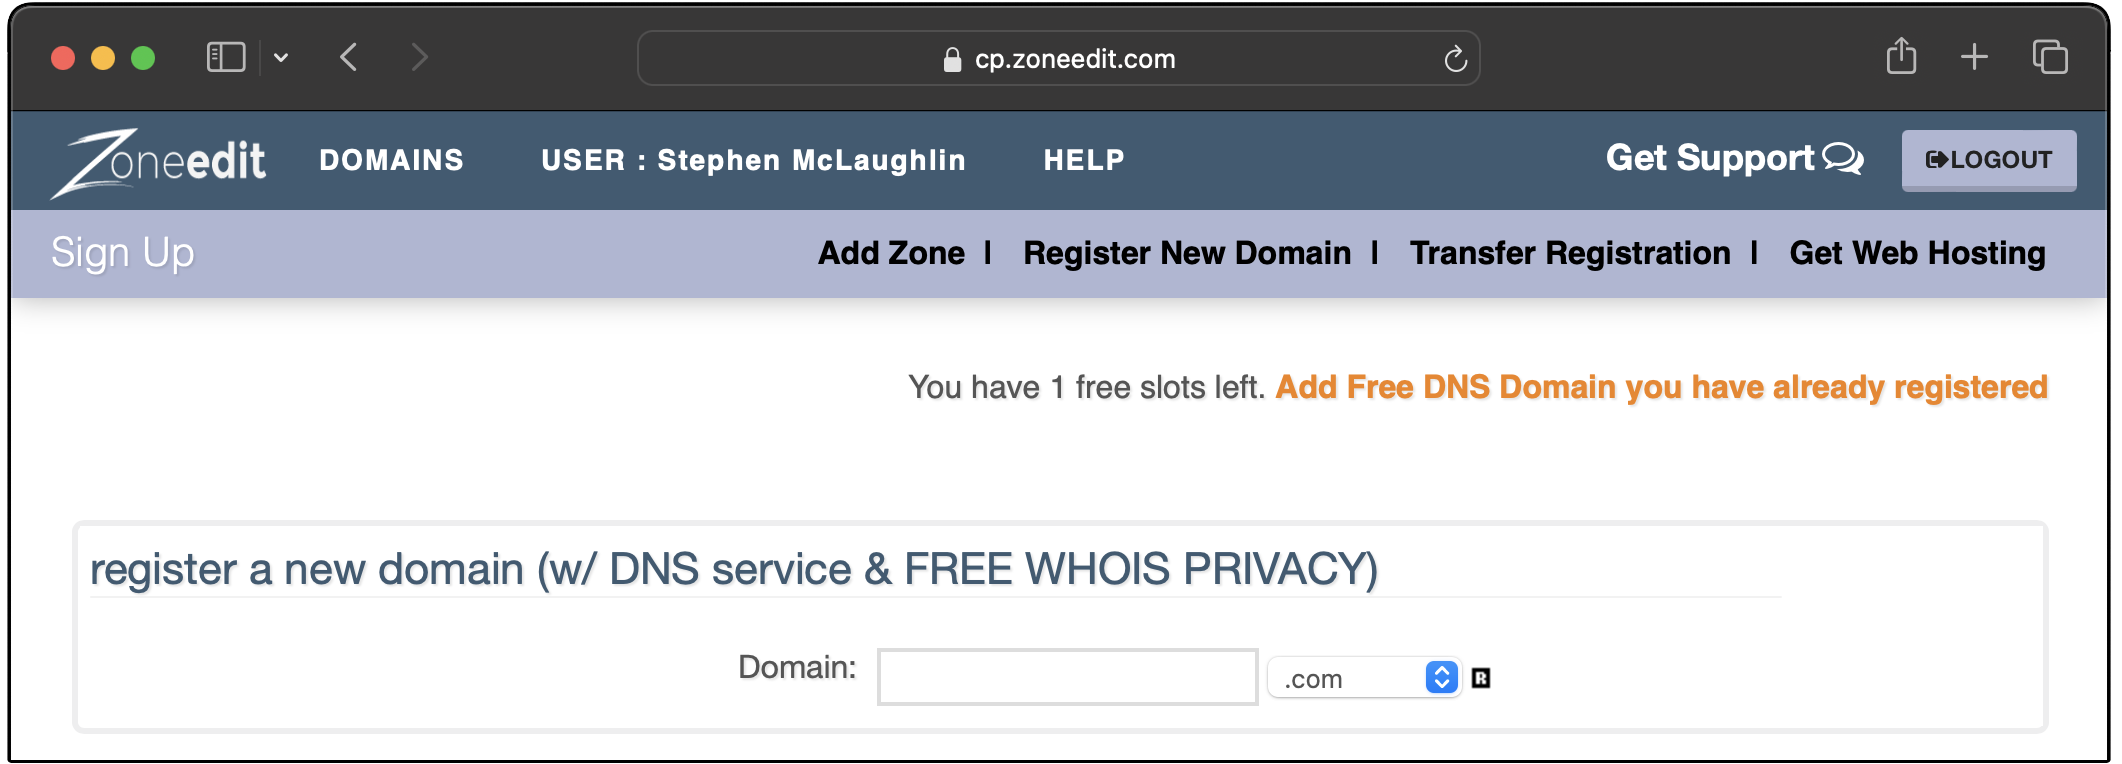 cp.zoneedit.com
Zoneedit DOMAINS USER : Stephen McLaughlin HELP Get Support LOGOUT
Sign Up Add Zone | Register New Domain | Transfer Registration | Get Web Hosting
You have 1 free slots left. Add Free DNS Domain you have already registered
register a new domain (w/ DNS service & FREE WHOIS PRIVACY)
Domain: .com R